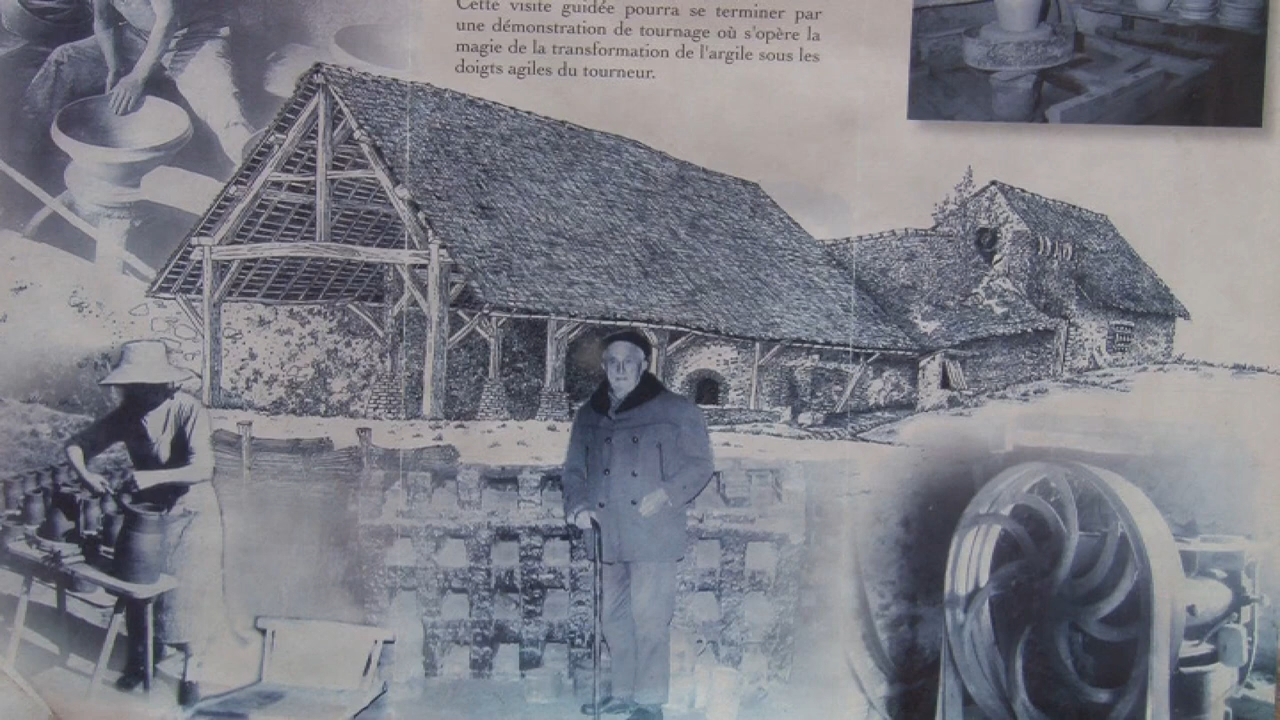 Cette visite guidée pourra se terminer par
une démonstration de tournage où s'opère la
magie de la transformation de l'argile sous les
doigts agiles du tourneur.